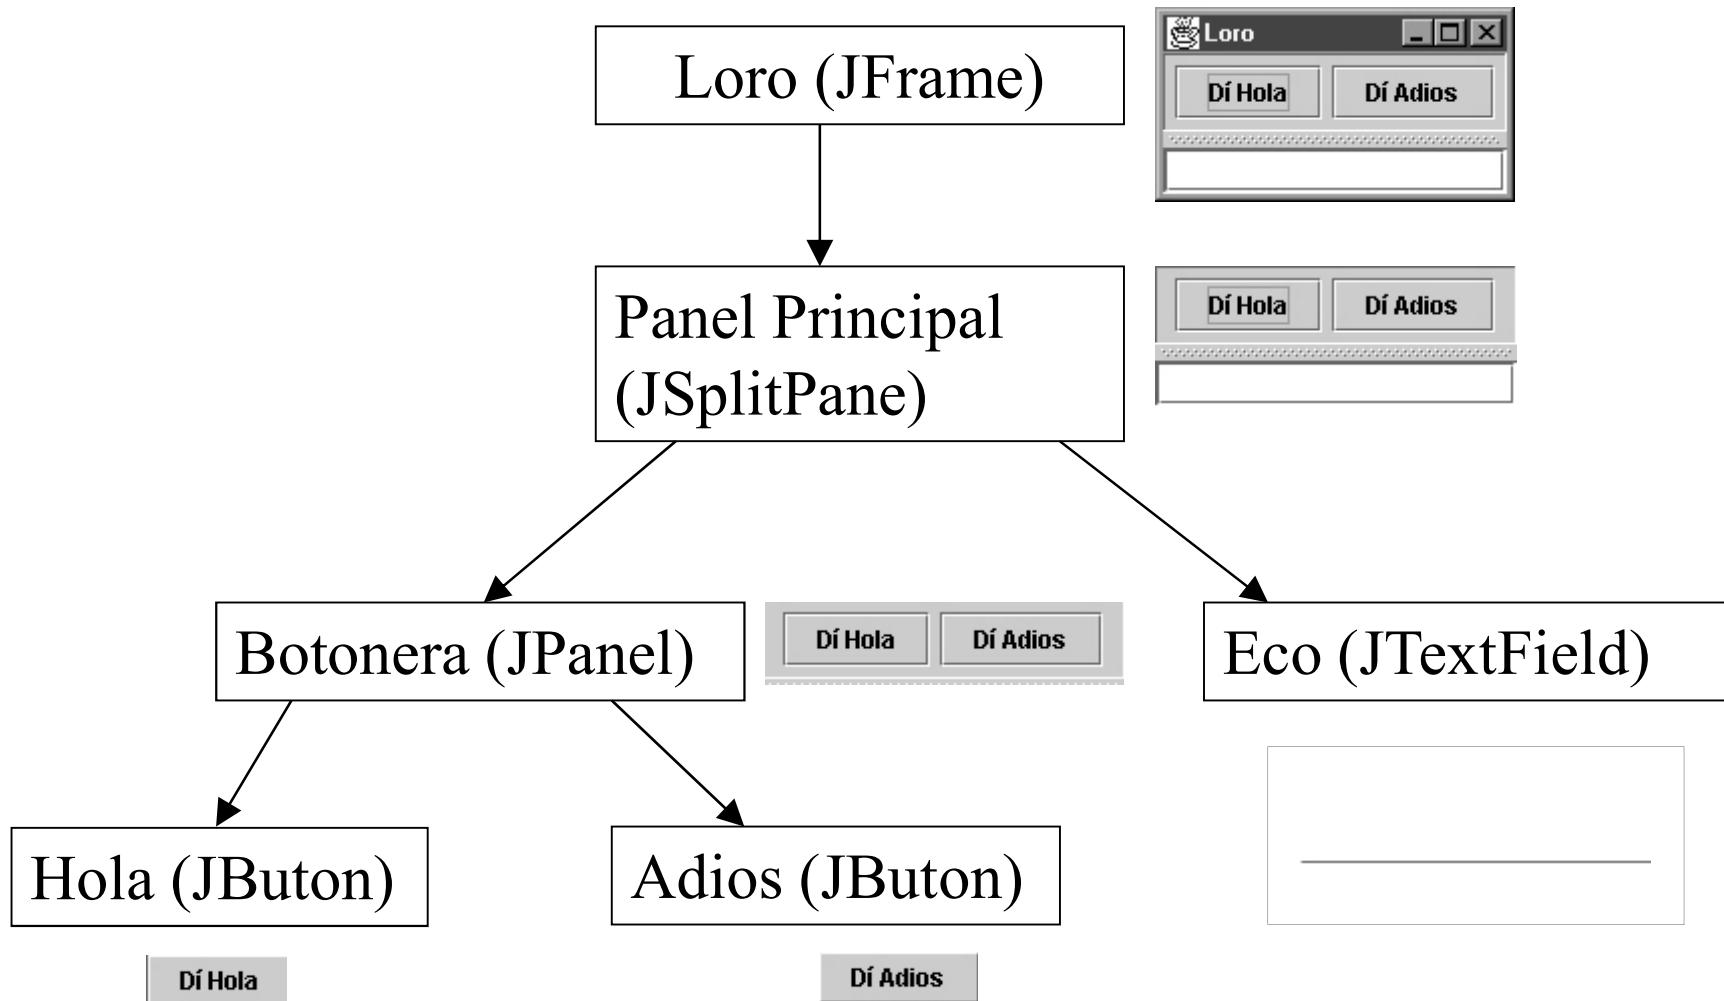 Loro (JFrame)
Loro
Dí Hola Dí Adios
Panel Principal
(JSplitPane)
Dí Hola Dí Adios
Botonera (JPanel)
Dí Hola Dí Adios
Eco (JTextField)
Hola (JButon)
Adios (JButon)
Dí Hola
Dí Adios